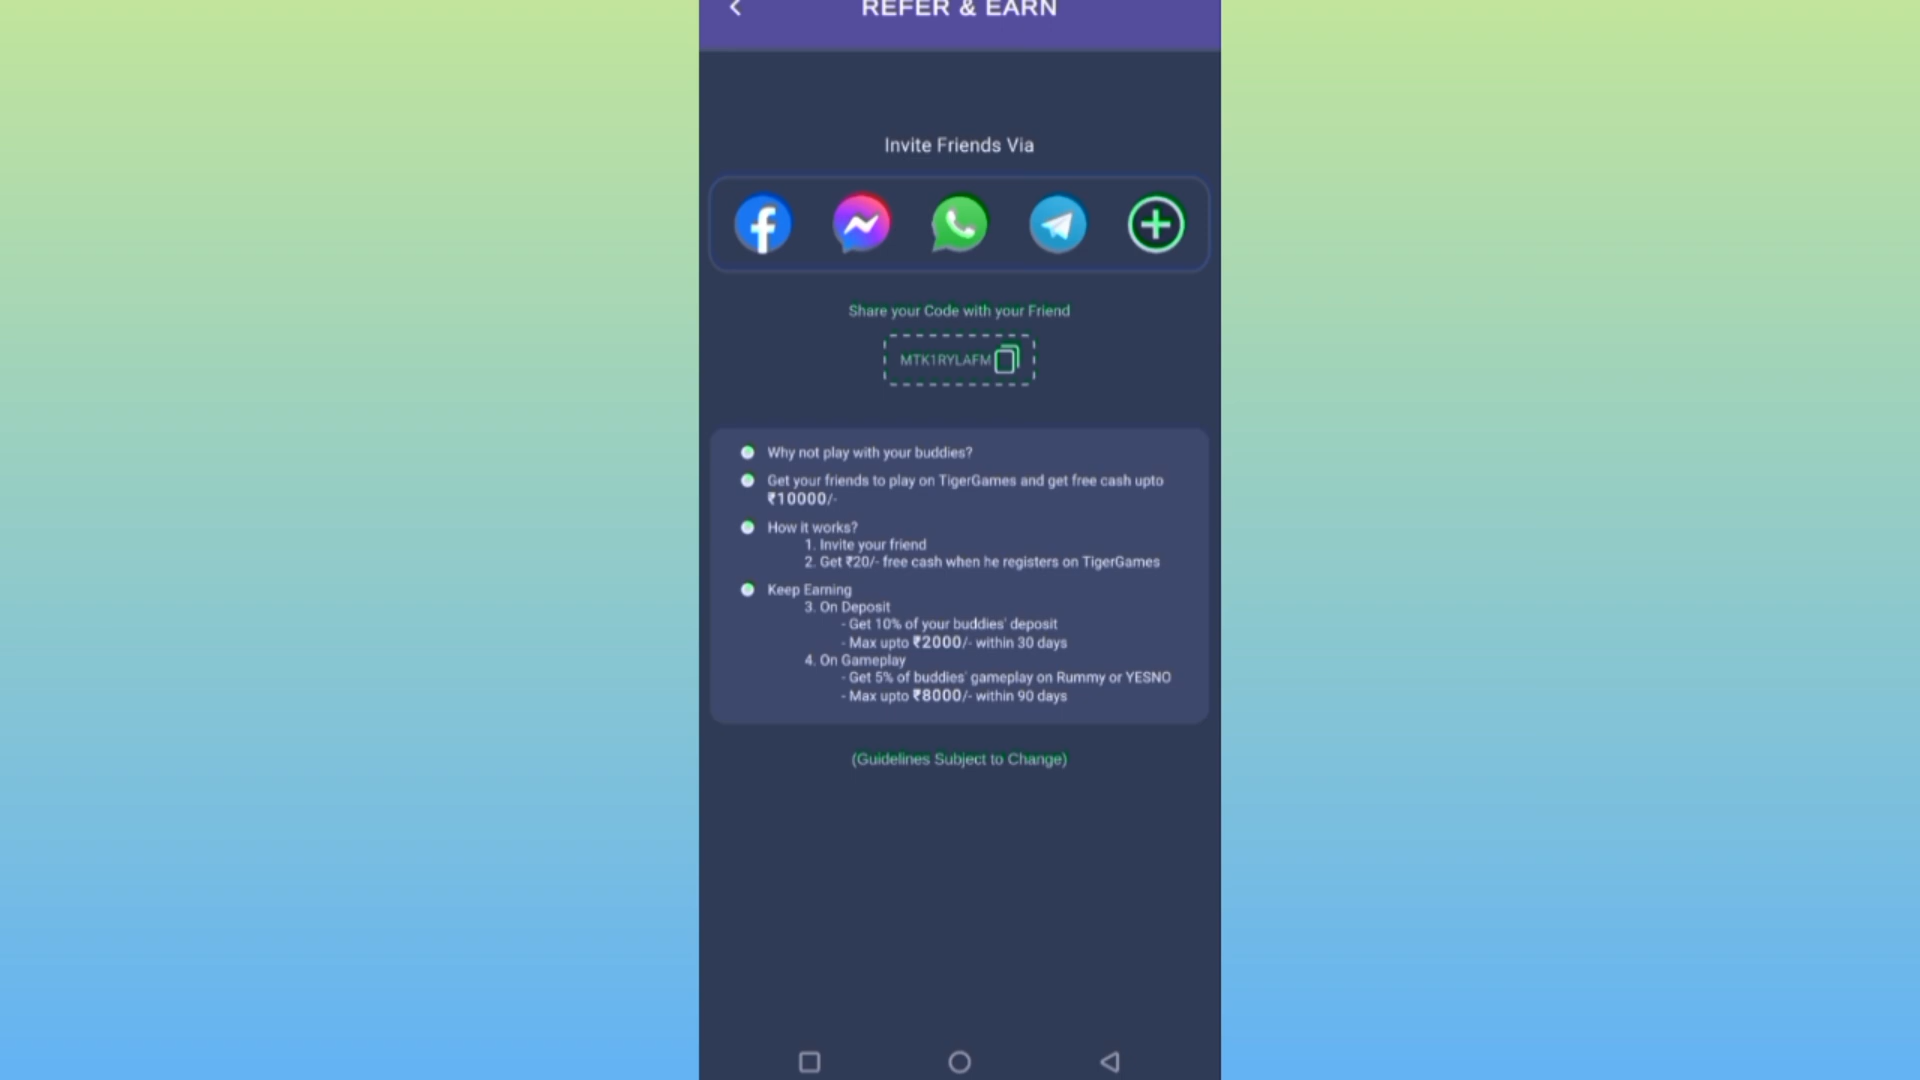 REFER & EARN
Invite Friends Via
Share your Code with your Friend
MTK1RYLAFM
Why not play with your buddies?
Get your friends to play on TigerGames and get free cash upto
₹10000/-
How it works?
1. Invite your friend
2. Get ₹20/- free cash when he registers on TigerGames
Keep Earning
3. On Deposit
- Get 10% of your buddies' deposit
- Max upto ₹2000/- within 30 days
4. On Gameplay
- Get 5% of buddies' gameplay on Rummy or YESNO
- Max upto ₹8000/- within 90 days
(Guidelines Subject to Change)